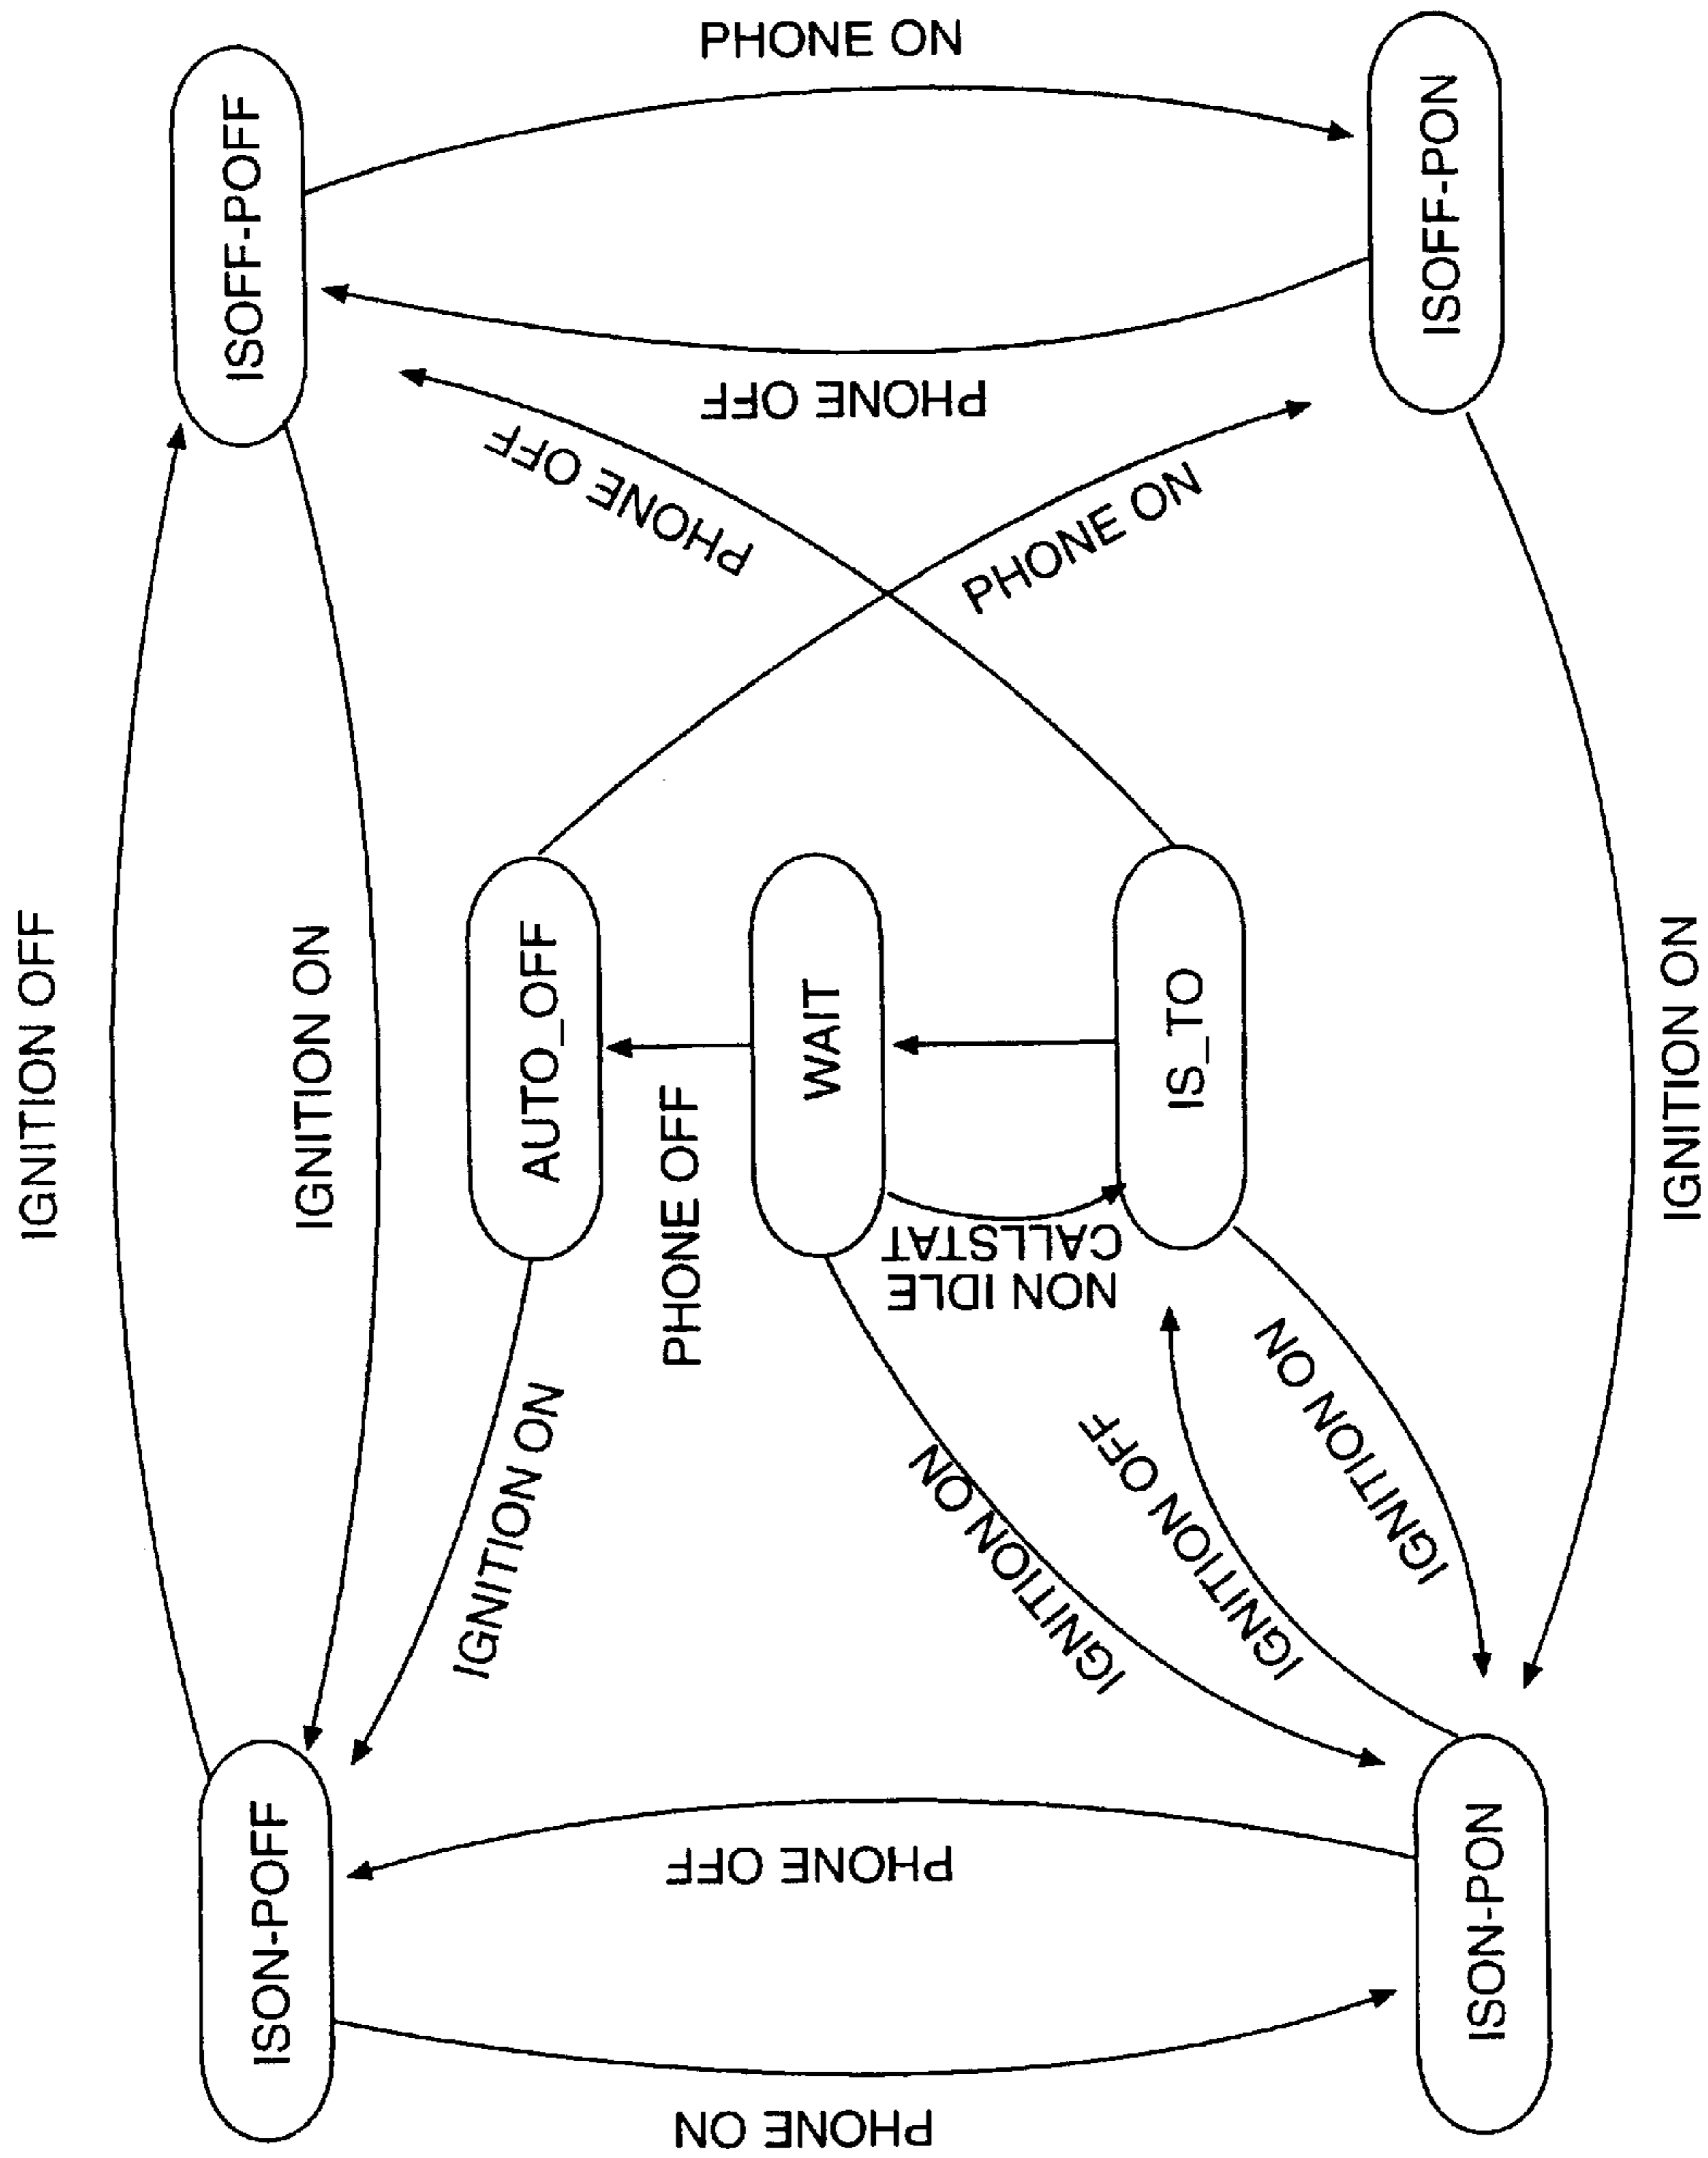 IGNITION OFF
IGNITION ON
ISON-POFF
ISOFF-POFF
IGNITION ON
AUTO_OFF
PHONE OFF
PHONE OFF
PHONE ON
PHONE OFF
PHONE OFF
PHONE ON
WAIT
PHONE ON
IGNITION ON
NON IDLE
CALLSTAT
IGNITION OFF
IS_TO
IGNITION ON
ISON-PON
ISOFF-PON
IGNITION ON